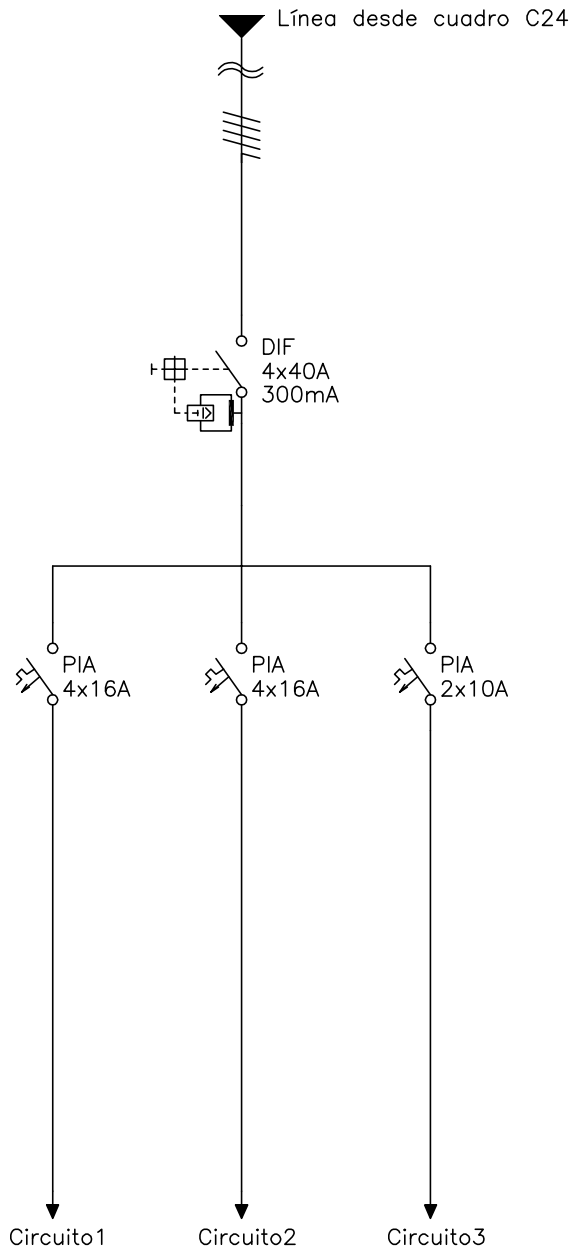 Línea desde cuadro C24
DIF
4x40A
300mA
PIA
4x16A
PIA
4x16A
PIA
2x10A
Circuito1
Circuito2
Circuito3